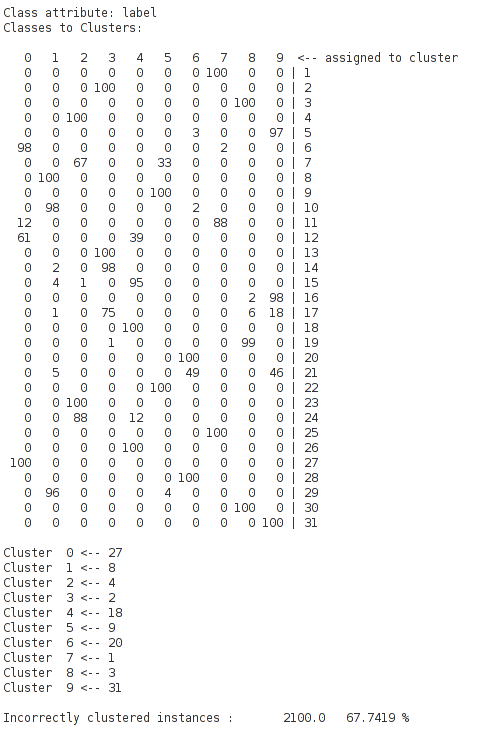 Class attribute: label
Classes to Clusters:
   0   1   2   3   4   5   6   7   8   9  <-- assigned to cluster
   0   0   0   0   0   0   0 100   0   0 | 1
   0   0   0 100   0   0   0   0   0   0 | 2
   0   0   0   0   0   0   0   0 100   0 | 3
   0   0 100   0   0   0   0   0   0   0 | 4
   0   0   0   0   0   0   3   0   0  97 | 5
  98   0   0   0   0   0   0   2   0   0 | 6
   0   0  67   0   0  33   0   0   0   0 | 7
   0 100   0   0   0   0   0   0   0   0 | 8
   0   0   0   0   0 100   0   0   0   0 | 9
   0  98   0   0   0   0   2   0   0   0 | 10
  12   0   0   0   0   0   0  88   0   0 | 11
  61   0   0   0  39   0   0   0   0   0 | 12
   0   0   0 100   0   0   0   0   0   0 | 13
   0   2   0  98   0   0   0   0   0   0 | 14
   0   4   1   0  95   0   0   0   0   0 | 15
   0   0   0   0   0   0   0   0   2  98 | 16
   0   1   0  75   0   0   0   0   6  18 | 17
   0   0   0   0 100   0   0   0   0   0 | 18
   0   0   0   1   0   0   0   0  99   0 | 19
   0   0   0   0   0   0 100   0   0   0 | 20
   0   5   0   0   0   0  49   0   0  46 | 21
   0   0   0   0   0 100   0   0   0   0 | 22
   0   0 100   0   0   0   0   0   0   0 | 23
   0   0  88   0  12   0   0   0   0   0 | 24
   0   0   0   0   0   0   0 100   0   0 | 25
   0   0   0   0 100   0   0   0   0   0 | 26
 100   0   0   0   0   0   0   0   0   0 | 27
   0   0   0   0   0   0 100   0   0   0 | 28
   0  96   0   0   0   4   0   0   0   0 | 29
   0   0   0   0   0   0   0   0 100   0 | 30
   0   0   0   0   0   0   0   0   0 100 | 31
Cluster  0 <-- 27
Cluster  1 <-- 8
Cluster  2 <-- 4
Cluster  3 <-- 2
Cluster  4 <-- 18
Cluster  5 <-- 9
Cluster  6 <-- 20
Cluster  7 <-- 1
Cluster  8 <-- 3
Cluster  9 <-- 31
Incorrectly clustered instances :       2100.0   67.7419 %